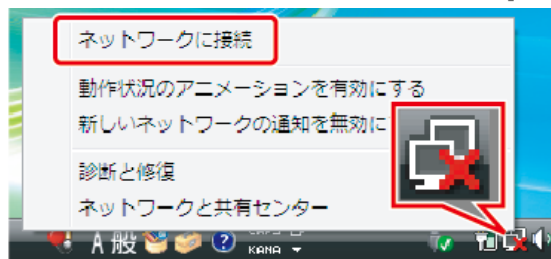 ネットワークに接続
動作状況のアニメーションを有効にする
新しいネットワークの通知を無効に
診断と修復
ネットワークと共有センター
A 般
KANA